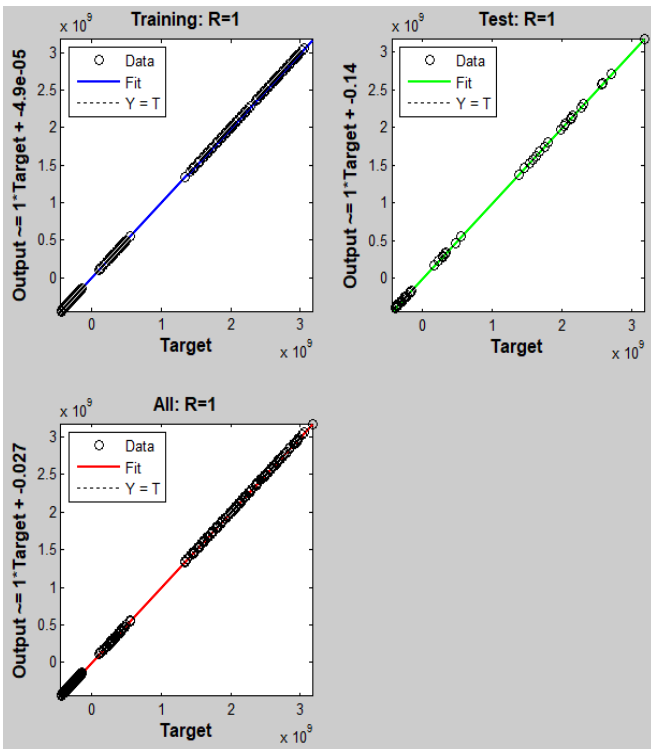 x 10^9
Training: R=1
Output ~= 1*Target + -4.9e-05
3
2.5
2
1.5
1
0.5
0
Data
Fit
Y = T
0
1
2
3
Target
x 10^9
x 10^9
Test: R=1
Output ~= 1*Target + -0.14
3
2.5
2
1.5
1
0.5
0
Data
Fit
Y = T
0
1
2
3
Target
x 10^9
x 10^9
All: R=1
Output ~= 1*Target + -0.027
3
2.5
2
1.5
1
0.5
0
Data
Fit
Y = T
0
1
2
3
Target
x 10^9